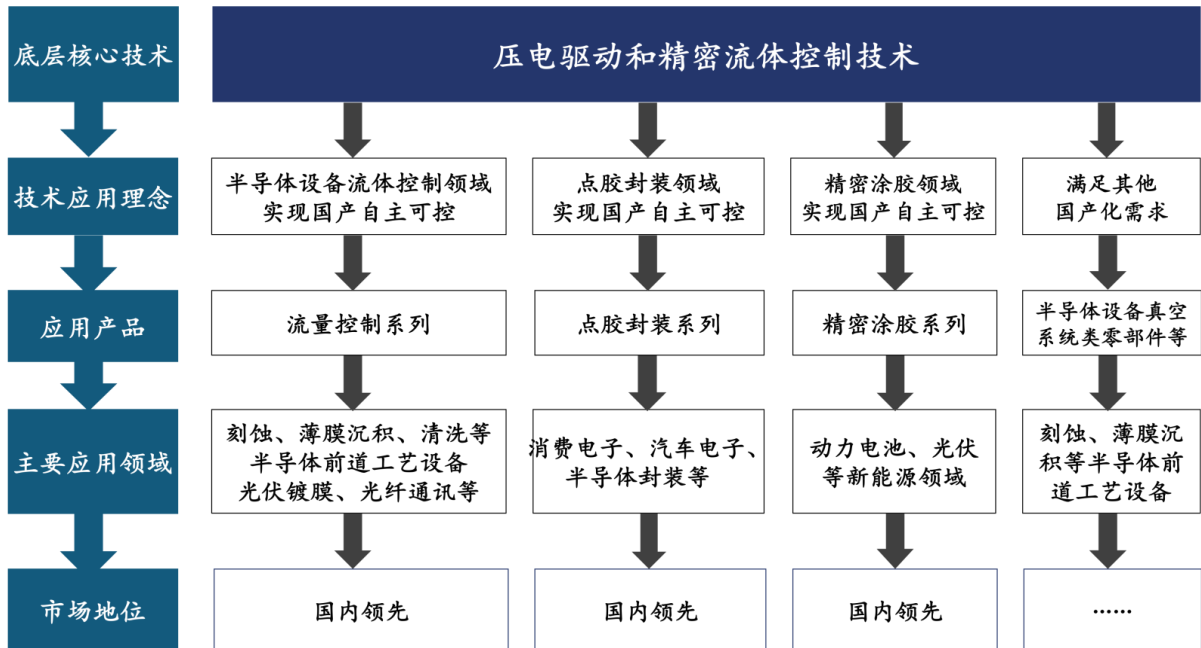 底层核心技术
压电驱动和精密流体控制技术
技术应用理念
半导体设备流体控制领域
实现国产自主可控
点胶封装领域
实现国产自主可控
精密涂胶领域
实现国产自主可控
满足其他
国产化需求
应用产品
流量控制系列
点胶封装系列
精密涂胶系列
半导体设备真空
系统类零部件等
主要应用领域
刻蚀、薄膜沉积、清洗等
半导体前道工艺设备
光伏镀膜、光纤通讯等
消费电子、汽车电子、
半导体封装等
动力电池、光伏
等新能源领域
刻蚀、薄膜沉
积等半导体前
道工艺设备
市场地位
国内领先
国内领先
国内领先
……